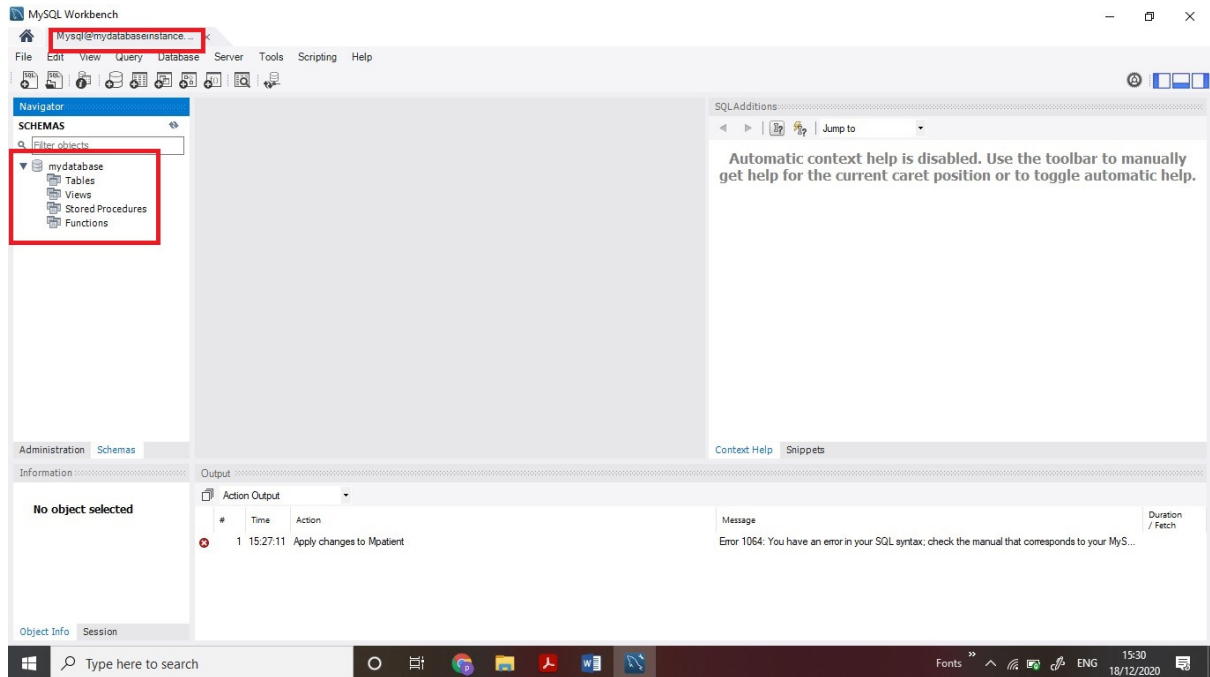 MySQL Workbench
Mysql@mydatabaseinstance...
File Edit View Query Database Server Tools Scripting Help
Navigator
SCHEMAS
Filter objects
mydatabase
Tables
Views
Stored Procedures
Functions
Administration Schemas
Information
No object selected
Object Info Session
SQLAdditions
Jump to
Automatic context help is disabled. Use the toolbar to manually
get help for the current caret position or to toggle automatic help.
Context Help Snippets
Output
Action Output
# Time Action Message Duration
/ Fetch
1 15:27:11 Apply changes to Mpatient Error 1064: You have an error in your SQL syntax; check the manual that corresponds to your MyS...
Type here to search
Fonts
ENG
15:30
18/12/2020